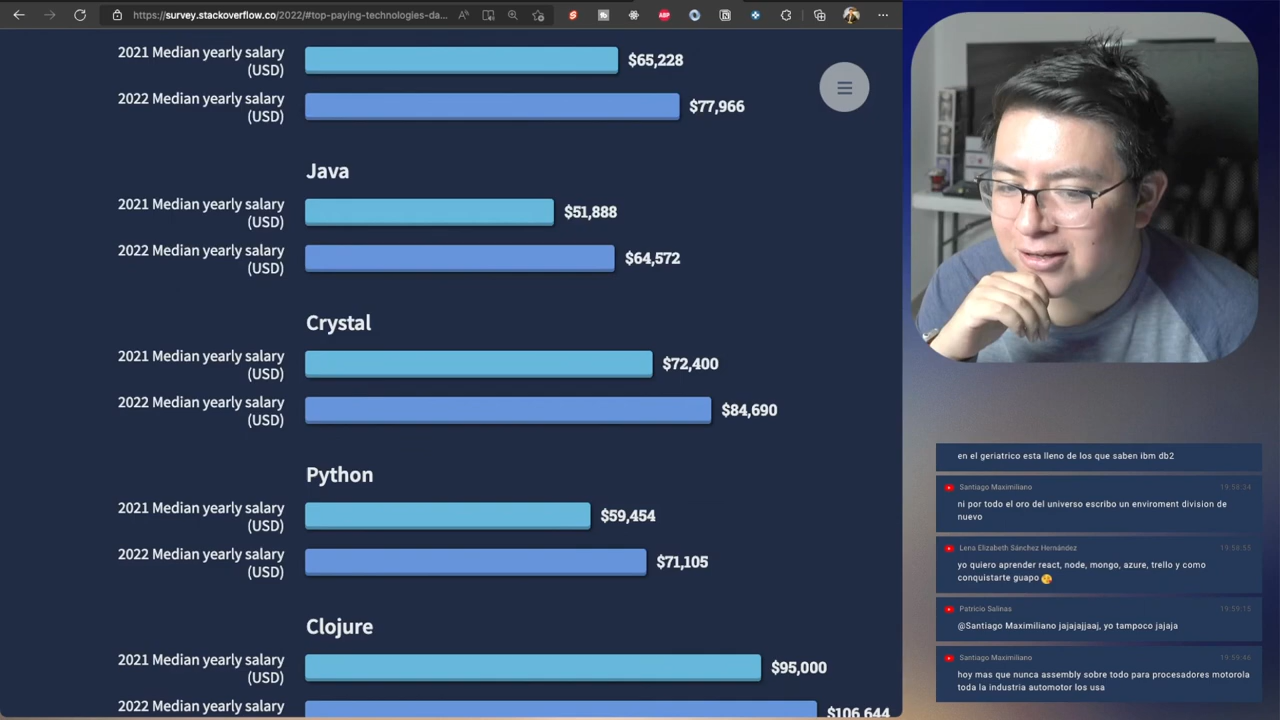 https://survey.stackoverflow.co/2022/#top-paying-technologies-da...
2021 Median yearly salary
(USD)
$65,228
2022 Median yearly salary
(USD)
$77,966
Java
2021 Median yearly salary
(USD)
$51,888
2022 Median yearly salary
(USD)
$64,572
Crystal
2021 Median yearly salary
(USD)
$72,400
2022 Median yearly salary
(USD)
$84,690
Python
2021 Median yearly salary
(USD)
$59,454
2022 Median yearly salary
(USD)
$71,105
Clojure
2021 Median yearly salary
(USD)
$95,000
2022 Median yearly salary
$106,644
en el geriatrico esta lleno de los que saben ibm db2
Santiago Maximiliano
ni por todo el oro del universo escribo un enviroment division de
nuevo
Lena Elizabeth Sánchez Hernández
yo quiero aprender react, node, mongo, azure, trello y como
conquistarte guapo 😘
Patricio Salinas
19:59:15
@Santiago Maximiliano jajajajjaaj, yo tampoco jajaja
Santiago Maximiliano
hoy mas que nunca assembly sobre todo para procesadores motorola
toda la industria automotor los usa